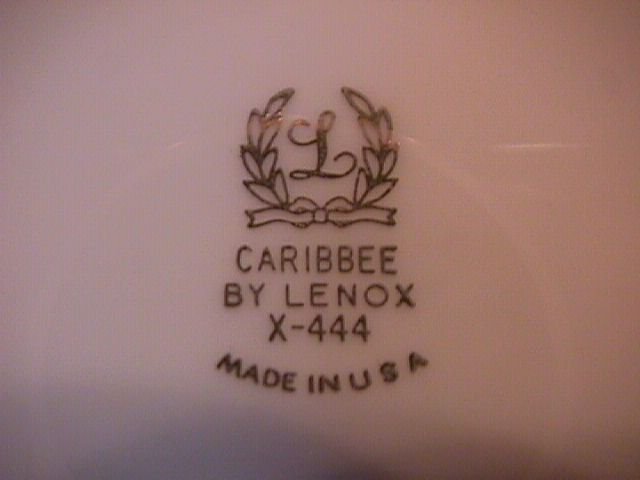 L
CARIBBEE
BY LENOX
X-444
MADE IN USA